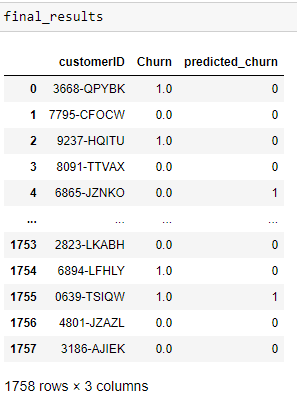 final_results
customerID Churn predicted_churn
0 3668-QPYBK 1.0 0
1 7795-CFOCW 0.0 0
2 9237-HQITU 1.0 0
3 8091-TTVAX 0.0 0
4 6865-JZNKO 0.0 1
... ... ... ...
1753 2823-LKABH 0.0 0
1754 6894-LFHLY 1.0 0
1755 0639-TSIQW 1.0 1
1756 4801-JZAZL 0.0 0
1757 3186-AJIEK 0.0 0
1758 rows × 3 columns